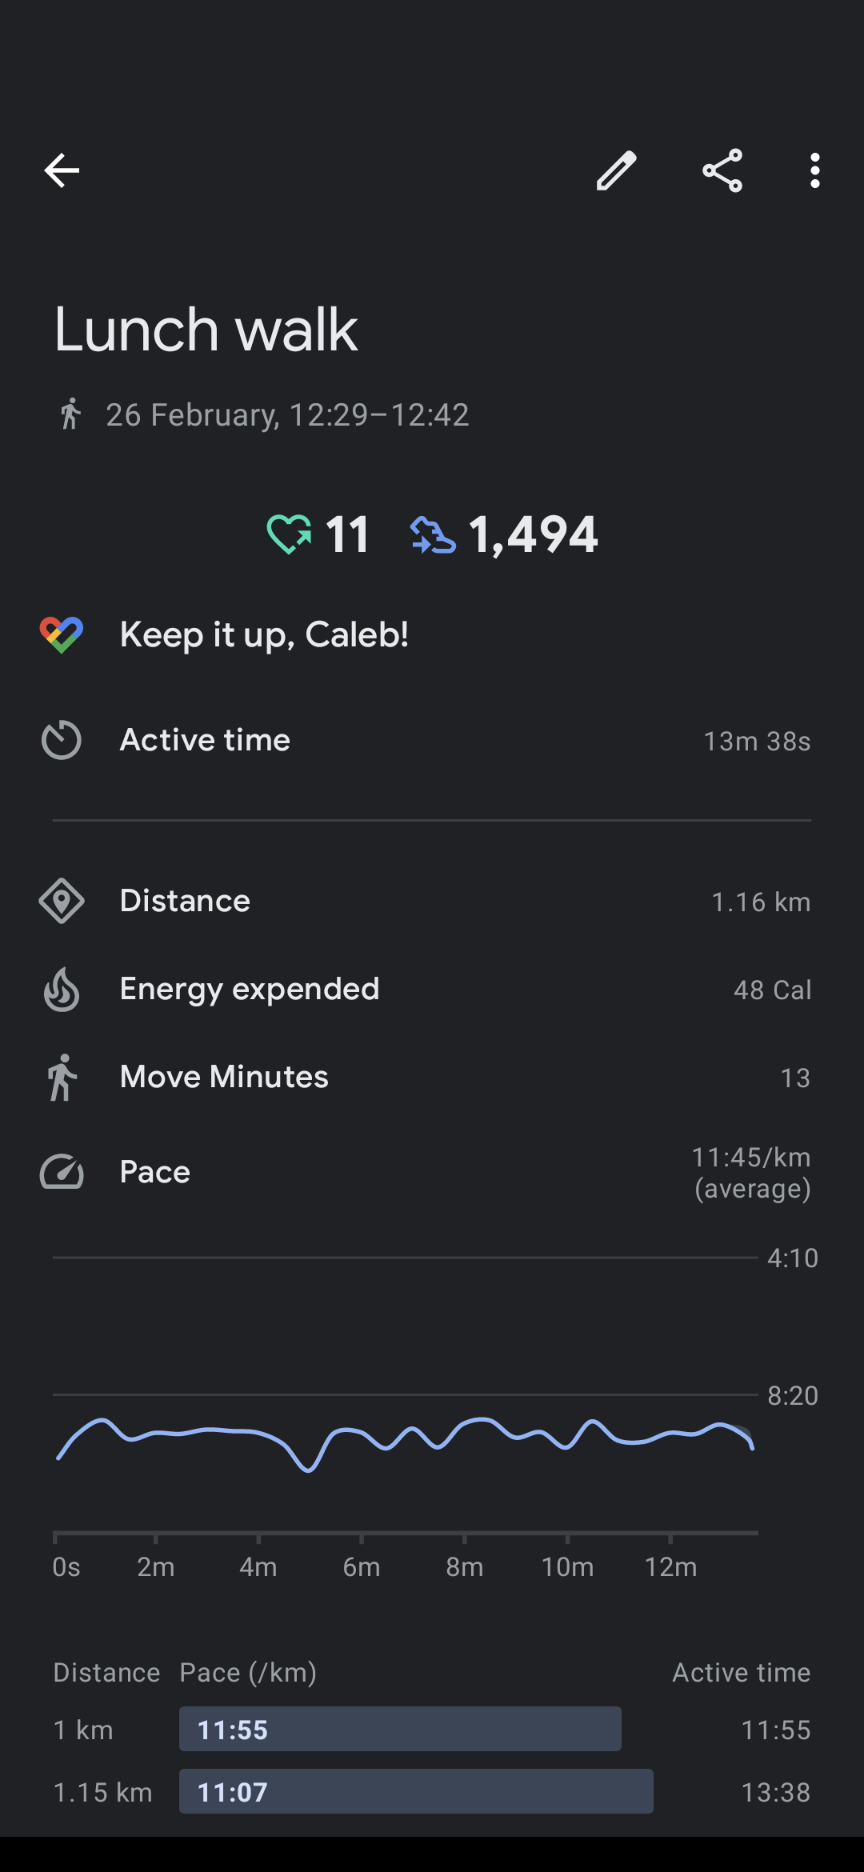 Lunch walk
26 February, 12:29–12:42
11 1,494
Keep it up, Caleb!
Active time 13m 38s
Distance 1.16 km
Energy expended 48 Cal
Move Minutes 13
Pace 11:45/km
(average)
4:10
8:20
0s 2m 4m 6m 8m 10m 12m
Distance Pace (/km) Active time
1 km 11:55 11:55
1.15 km 11:07 13:38